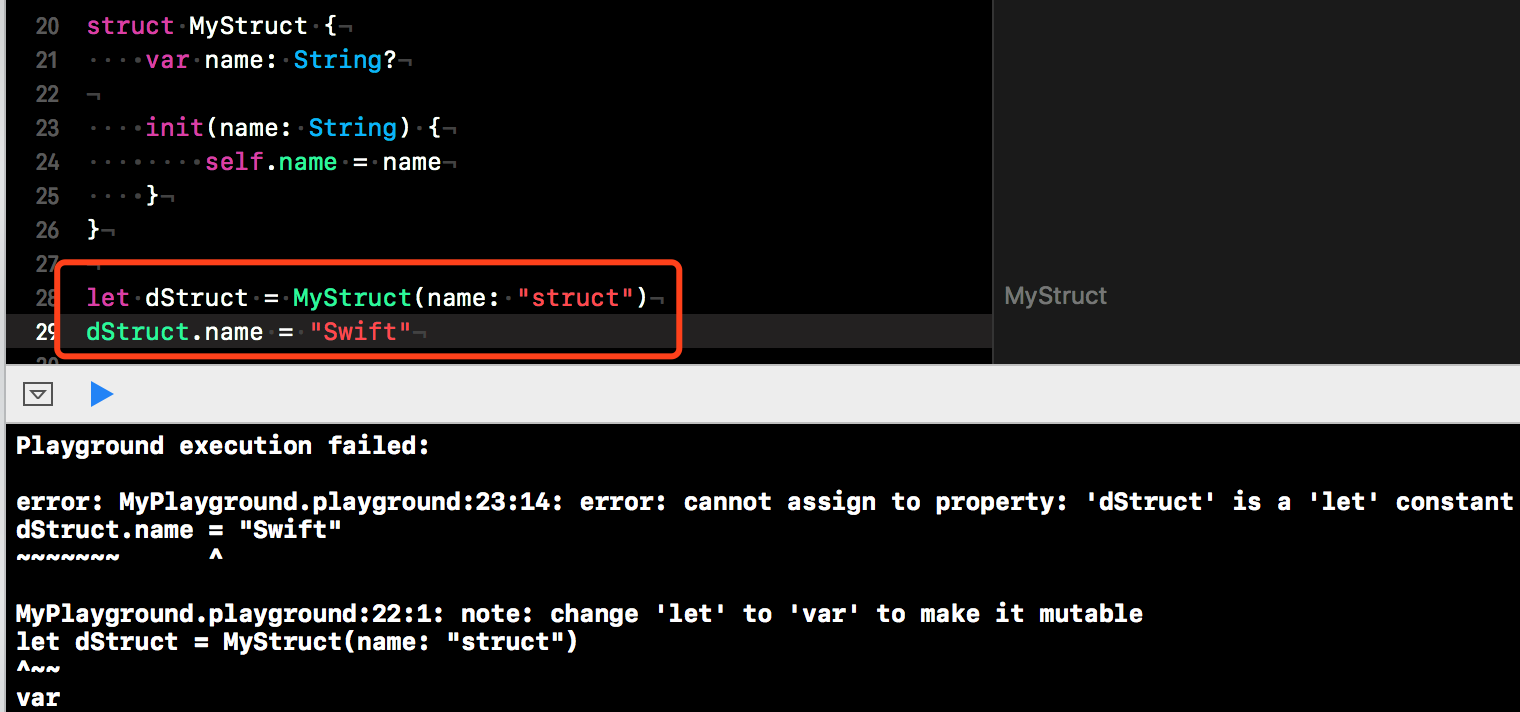 20 struct MyStruct {¬
21 ····var name: String?¬
22 ¬
23 ····init(name: String) {¬
24 ········self.name = name¬
25 ····}¬
26 }¬
27 ¬
28 let dStruct = MyStruct(name: "struct")¬
MyStruct
29 dStruct.name = "Swift"¬
30
Playground execution failed:
error: MyPlayground.playground:23:14: error: cannot assign to property: 'dStruct' is a 'let' constant
dStruct.name = "Swift"
~~~~~~~      ^
MyPlayground.playground:22:1: note: change 'let' to 'var' to make it mutable
let dStruct = MyStruct(name: "struct")
^~~
var